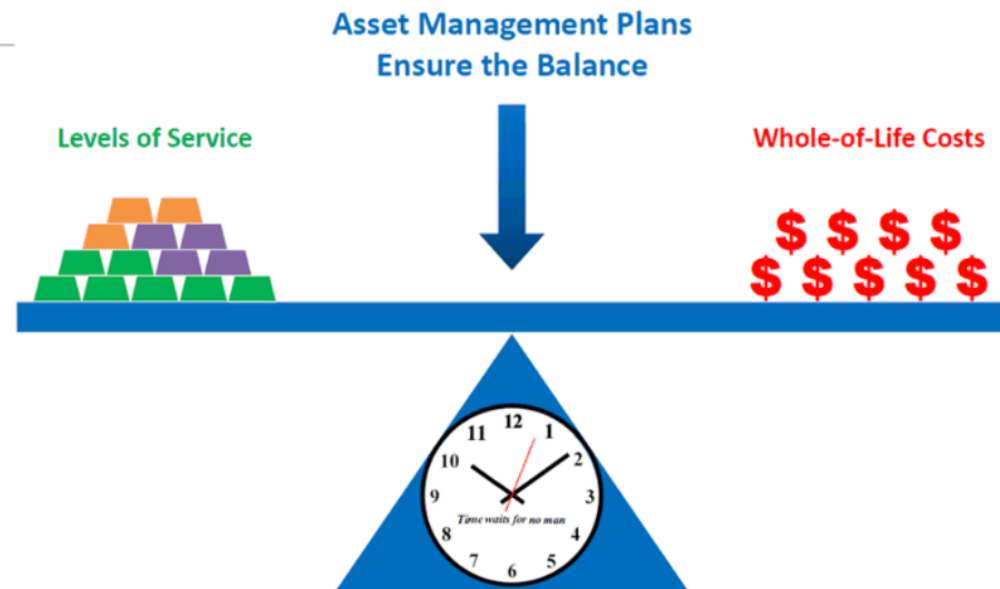 Asset Management Plans
Ensure the Balance
Levels of Service
Whole-of-Life Costs
$ $ $ $
$ $ $ $ $
12
11 1
10 2
9 3
Time waits for no man
8 4
7 5
6